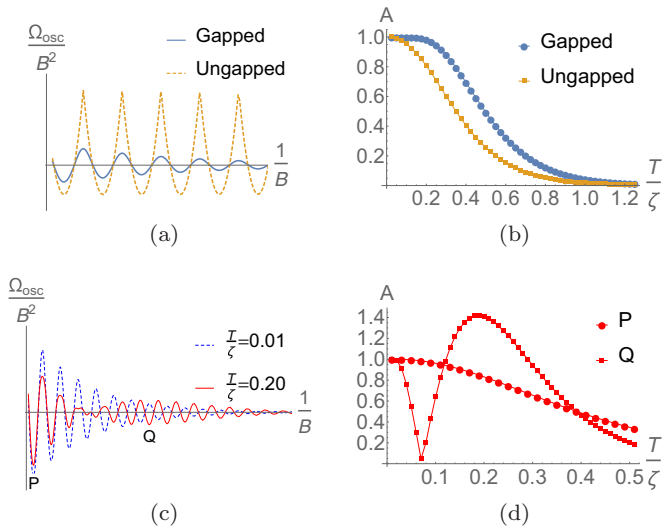 Ω_osc / B²
Gapped
Ungapped
1 / B
(a)
A
1.0
0.8
0.6
0.4
0.2
Gapped
Ungapped
0.2 0.4 0.6 0.8 1.0 1.2
T / ζ
(b)
Ω_osc / B²
T/ζ=0.01
T/ζ=0.20
1 / B
P
Q
(c)
A
1.4
1.2
1.0
0.8
0.6
0.4
0.2
P
Q
0.1 0.2 0.3 0.4 0.5
T / ζ
(d)